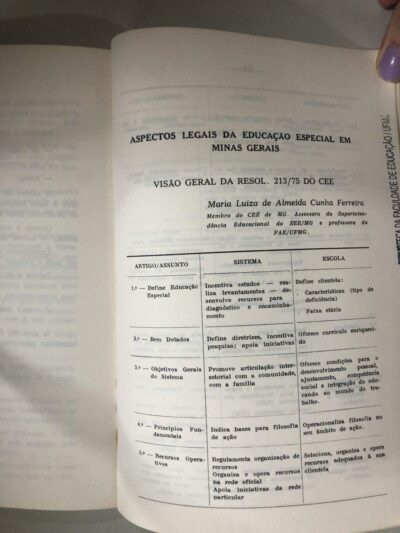 ASPECTOS LEGAIS DA EDUCAÇÃO ESPECIAL EM
MINAS GERAIS
VISÃO GERAL DA RESOL. 213/75 DO CEE
Maria Luiza de Almeida Cunha Ferreira
Membro do CEE de MG. Assessora da Superinten-
dência Educacional da SEE/MG e professora da
FAE/UFMG.
ARTIGO/ASSUNTO
SISTEMA
ESCOLA
1.º — Define Educação
Especial
Incentiva estudos — rea-
liza levantamentos — de-
senvolve recursos para
diagnóstico e encaminha-
mento
Define clientela:
. Características (tipo de
deficiência)
. Faixa etária
2.º — Bem Dotados
Define diretrizes, incentiva
pesquisa; apoia iniciativas
Oferece currículo enriqueci-
do
3.º — Objetivos Gerais
do Sistema
Promove articulação inter-
setorial com a comunidade,
com a família
Oferece condições para o
desenvolvimento pessoal,
ajustamento, competência
social e integração do edu-
cando ao mundo do tra-
balho.
4.º — Princípios Fun-
damentais
Indica bases para filosofia
de ação
Operacionaliza filosofia no
seu âmbito de ação.
5.º — Recursos Opera-
tivos
Regulamenta organização de
recursos
Organiza e opera recursos
na rede oficial
Apoia iniciativas da rede
particular
Seleciona, organiza e opera
recursos adequados à sua
clientela
DA FACULDADE DE EDUCAÇÃO / UFMG